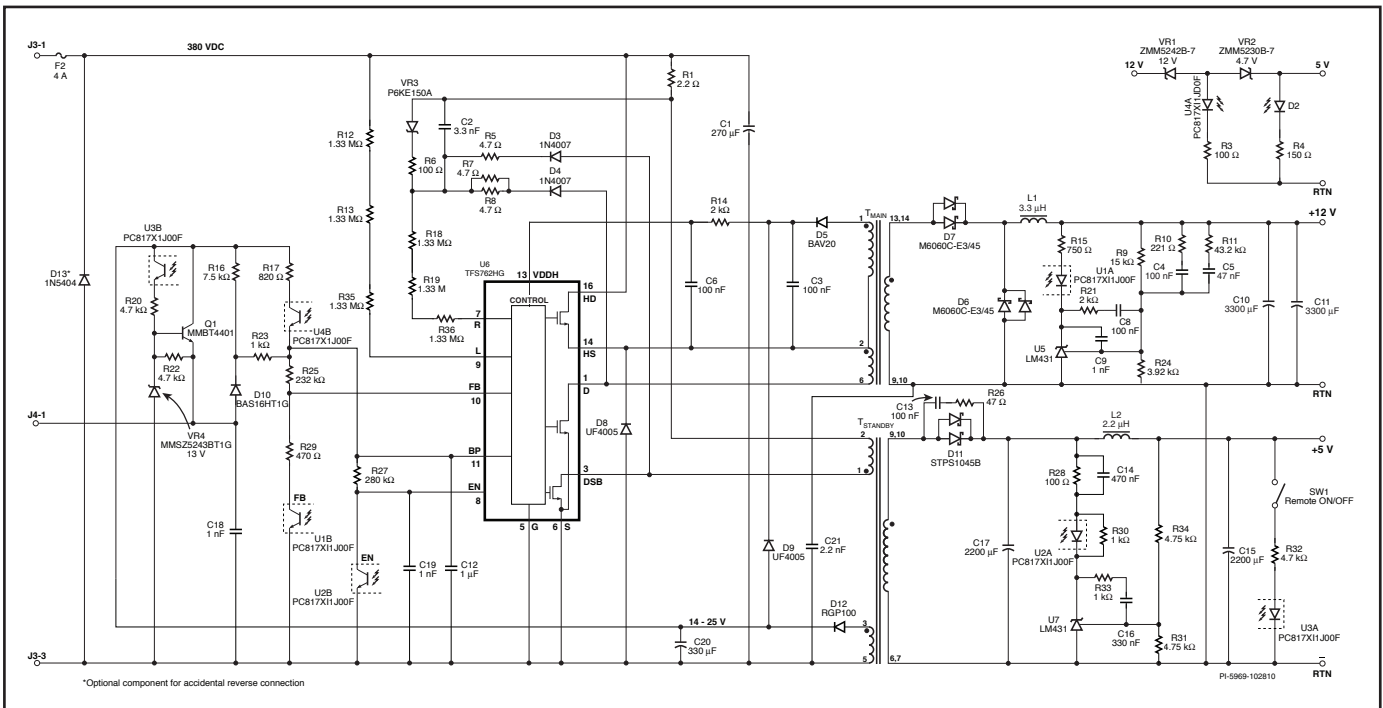 J3-1
F2
4 A
380 VDC
R1
2.2 Ω
VR1
ZMM5242B-7
12 V
VR2
ZMM5230B-7
4.7 V
12 V
5 V
U4A
PC817X1JD0F
D2
R3
100 Ω
R4
150 Ω
RTN
VR3
P6KE150A
C2
3.3 nF
R5
4.7 Ω
D3
1N4007
C1
270 µF
R12
1.33 MΩ
R6
100 Ω
R7
4.7 Ω
D4
1N4007
R8
4.7 Ω
R13
1.33 MΩ
R18
1.33 MΩ
R19
1.33 M
R35
1.33 MΩ
R36
1.33 MΩ
R14
2 kΩ
D5
BAV20
C6
100 nF
C3
100 nF
1
TMAIN
13,14
2
6
9,10
D7
M6060C-E3/45
L1
3.3 µH
+12 V
R15
750 Ω
R9
15 kΩ
R10
221 Ω
R11
43.2 kΩ
U1A
PC817XI1J00F
C4
100 nF
C5
47 nF
R21
2 kΩ
C8
100 nF
D6
M6060C-E3/45
C10
3300 µF
C11
3300 µF
U5
LM431
C9
1 nF
R24
3.92 kΩ
RTN
U3B
PC817X1J00F
D13*
1N5404
R20
4.7 kΩ
Q1
MMBT4401
R22
4.7 kΩ
R16
7.5 kΩ
R17
820 Ω
U4B
PC817X1J00F
R23
1 kΩ
R25
232 kΩ
D10
BAS16HT1G
J4-1
VR4
MMSZ5243BT1G
13 V
R29
470 Ω
FB
U1B
PC817XI1J00F
C18
1 nF
R27
280 kΩ
EN
U2B
PC817XI1J00F
C19
1 nF
C12
1 µF
U6
TFS762HG
13 VDDH
CONTROL
16
HD
7
R
14
HS
L
9
1
D
FB
10
BP
11
3
DSB
EN
8
5 G
6 S
D8
UF4005
D9
UF4005
C21
2.2 nF
C13
100 nF
R26
47 Ω
TSTANDBY
2
1
9,10
D11
STPS1045B
L2
2.2 µH
+5 V
R28
100 Ω
C14
470 nF
SW1
Remote ON/OFF
C17
2200 µF
U2A
PC817XI1J00F
R30
1 kΩ
R34
4.75 kΩ
C15
2200 µF
R32
4.7 kΩ
R33
1 kΩ
U7
LM431
C16
330 nF
R31
4.75 kΩ
U3A
PC817XI1J00F
D12
RGP100
14 - 25 V
3
C20
330 µF
5
6,7
J3-3
PI-5969-102810
RTN
*Optional component for accidental reverse connection